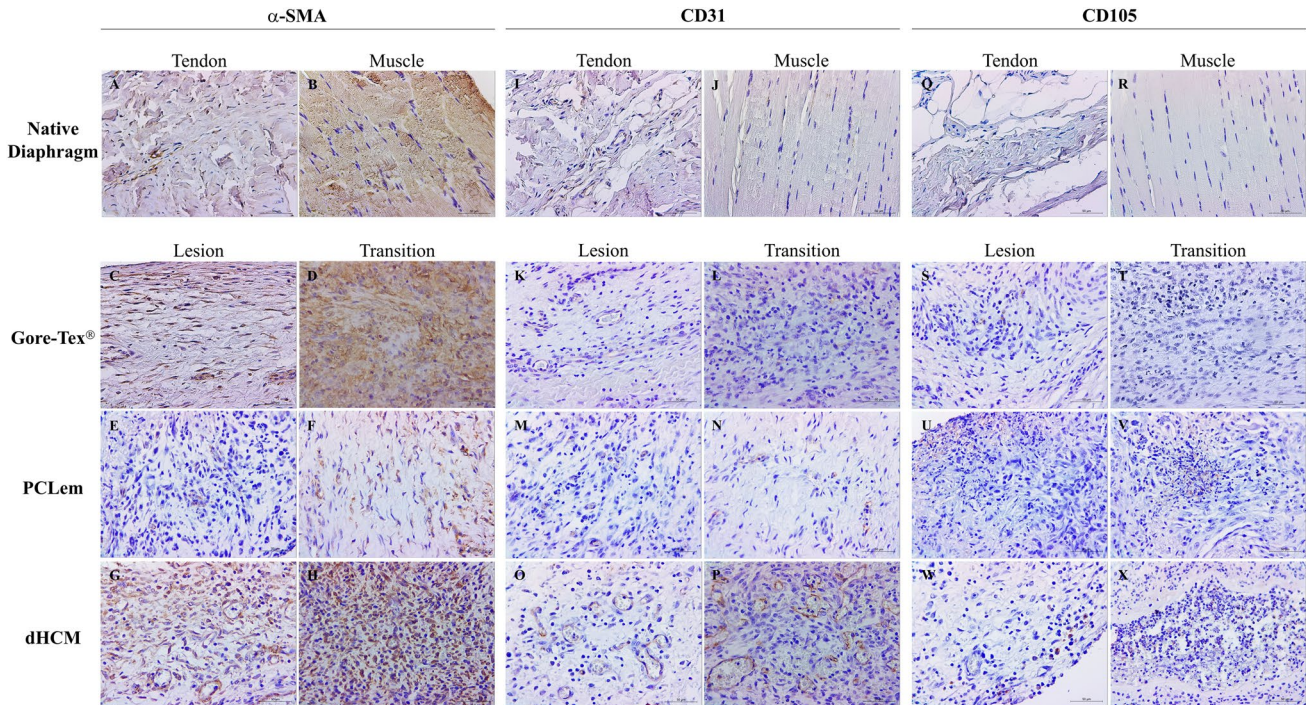 α-SMA CD31 CD105
Tendon Muscle Tendon Muscle Tendon Muscle
Native Diaphragm
A B I J Q R
Lesion Transition Lesion Transition Lesion Transition
Gore-Tex®
C D K L S T
PCLem
E F M N U V
dHCM
G H O P W X